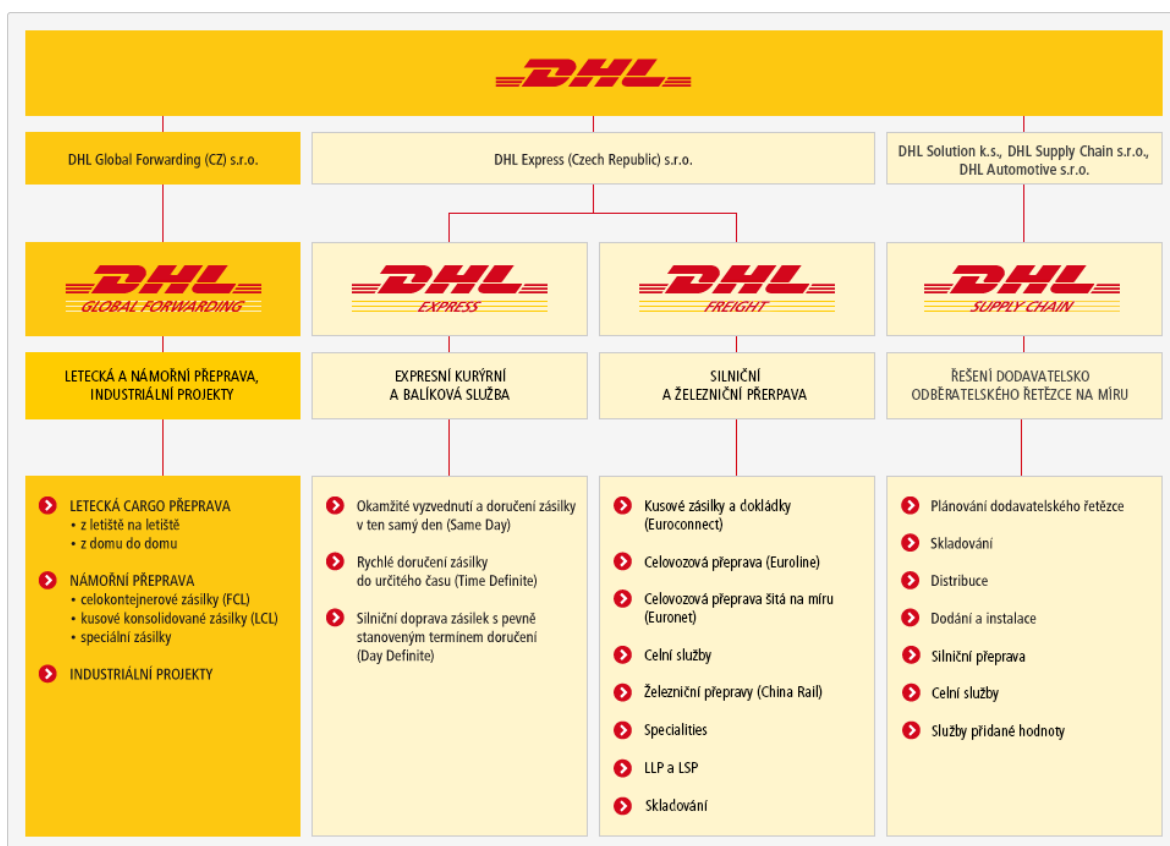 DHL
DHL Global Forwarding (CZ) s.r.o.
DHL Express (Czech Republic) s.r.o.
DHL Solution k.s., DHL Supply Chain s.r.o.,
DHL Automotive s.r.o.
DHL
GLOBAL FORWARDING
DHL
EXPRESS
DHL
FREIGHT
DHL
SUPPLY CHAIN
LETECKÁ A NÁMOŘNÍ PŘEPRAVA,
INDUSTRIÁLNÍ PROJEKTY
EXPRESNÍ KURÝRNÍ
A BALÍKOVÁ SLUŽBA
SILNIČNÍ
A ŽELEZNIČNÍ PŘERPAVA
ŘEŠENÍ DODAVATELSKO
ODBĚRATELSKÉHO ŘETĚZCE NA MÍRU
LETECKÁ CARGO PŘEPRAVA
• z letiště na letiště
• z domu do domu
NÁMOŘNÍ PŘEPRAVA
• celokontejnerové zásilky (FCL)
• kusové konsolidované zásilky (LCL)
• speciální zásilky
INDUSTRIÁLNÍ PROJEKTY
Okamžité vyzvednutí a doručení zásilky
v ten samý den (Same Day)
Rychlé doručení zásilky
do určitého času (Time Definite)
Silniční doprava zásilek s pevně
stanoveným termínem doručení
(Day Definite)
Kusové zásilky a dokládky
(Euroconnect)
Celovozová přeprava (Euroline)
Celovozová přeprava šitá na míru
(Euronet)
Celní služby
Železniční přepravy (China Rail)
Specialities
LLP a LSP
Skladování
Plánování dodavatelského řetězce
Skladování
Distribuce
Dodání a instalace
Silniční přeprava
Celní služby
Služby přidané hodnoty